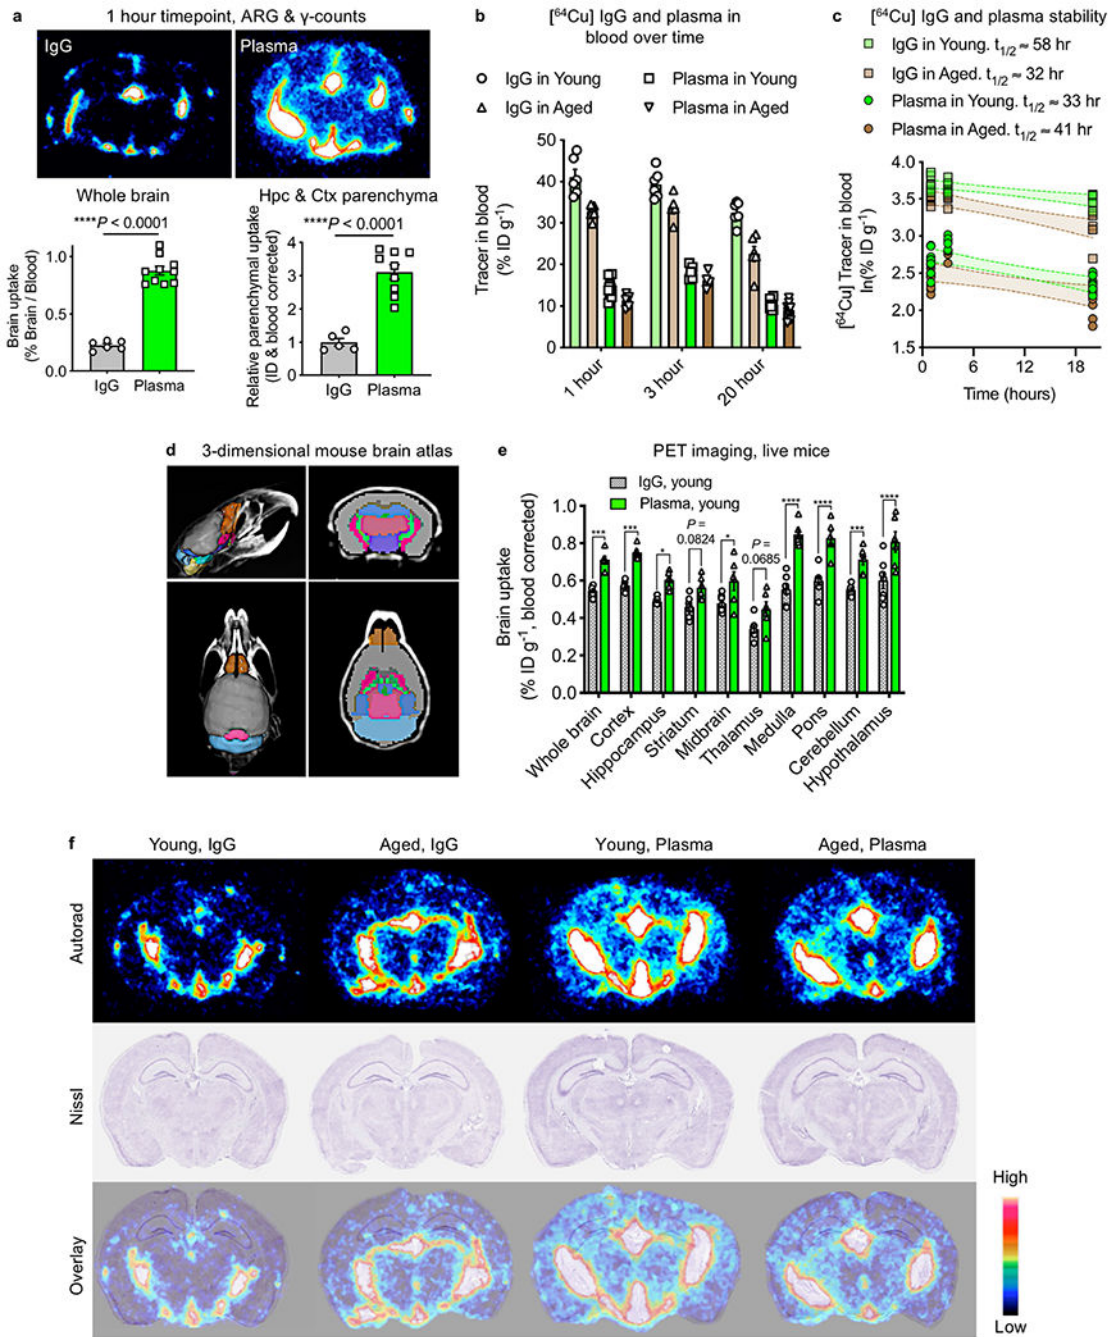 a
1 hour timepoint, ARG & γ-counts
IgG
Plasma
Whole brain
****P < 0.0001
Brain uptake
(% Brain / Blood)
1.0
0.5
0.0
IgG
Plasma
Hpc & Ctx parenchyma
****P < 0.0001
Relative parenchymal uptake
(ID & blood corrected)
4
3
2
1
0
IgG
Plasma
b
[64Cu] IgG and plasma in
blood over time
IgG in Young
Plasma in Young
IgG in Aged
Plasma in Aged
Tracer in blood
(% ID g-1)
50
40
30
20
10
0
1 hour
3 hour
20 hour
c
[64Cu] IgG and plasma stability
IgG in Young. t1/2 ≈ 58 hr
IgG in Aged. t1/2 ≈ 32 hr
Plasma in Young. t1/2 ≈ 33 hr
Plasma in Aged. t1/2 ≈ 41 hr
[64Cu] Tracer in blood
ln(% ID g-1)
4.0
3.5
3.0
2.5
2.0
1.5
0
6
12
18
Time (hours)
d
3-dimensional mouse brain atlas
e
PET imaging, live mice
IgG, young
Plasma, young
Brain uptake
(% ID g-1, blood corrected)
1.0
0.8
0.6
0.4
0.2
0.0
***
***
*
P =
0.0824
*
P =
0.0685
****
****
***
****
Whole brain
Cortex
Hippocampus
Striatum
Midbrain
Thalamus
Medulla
Pons
Cerebellum
Hypothalamus
f
Young, IgG
Aged, IgG
Young, Plasma
Aged, Plasma
Autorad
Nissl
Overlay
High
Low